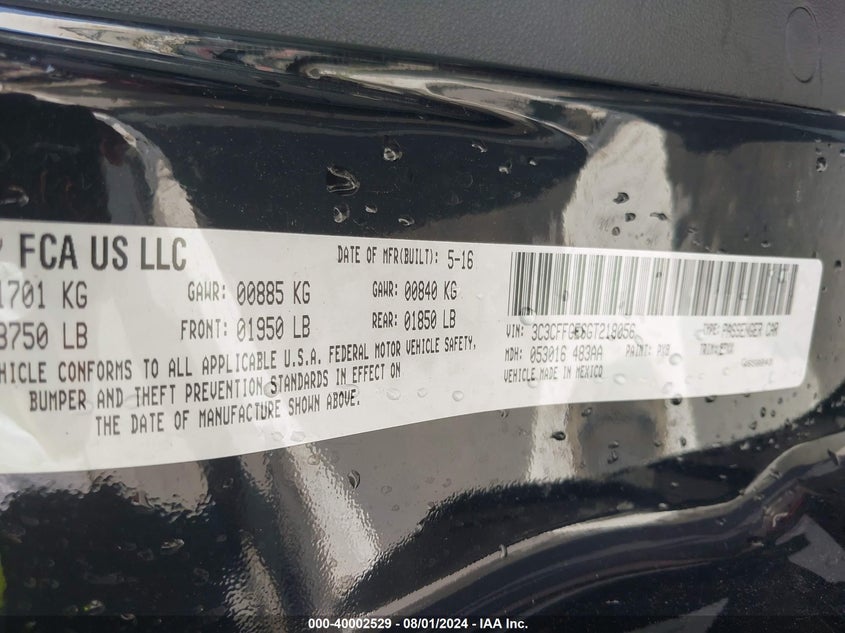 FCA US LLC
DATE OF MFR(BUILT): 5-16
1701 KG GAWR: 00885 KG GAWR: 00840 KG
3750 LB FRONT: 01950 LB REAR: 01850 LB
VEHICLE CONFORMS TO ALL APPLICABLE U.S.A. FEDERAL MOTOR VEHICLE SAFETY,
BUMPER AND THEFT PREVENTION STANDARDS IN EFFECT ON
THE DATE OF MANUFACTURE SHOWN ABOVE.
VIN: 3C3CFFGE8GT218056 TYPE: PASSENGER CAR
MDH: 053016 483AA PAINT: PXB TRIM:
VEHICLE MADE IN MEXICO
000-40002529 - 08/01/2024 - IAA Inc.